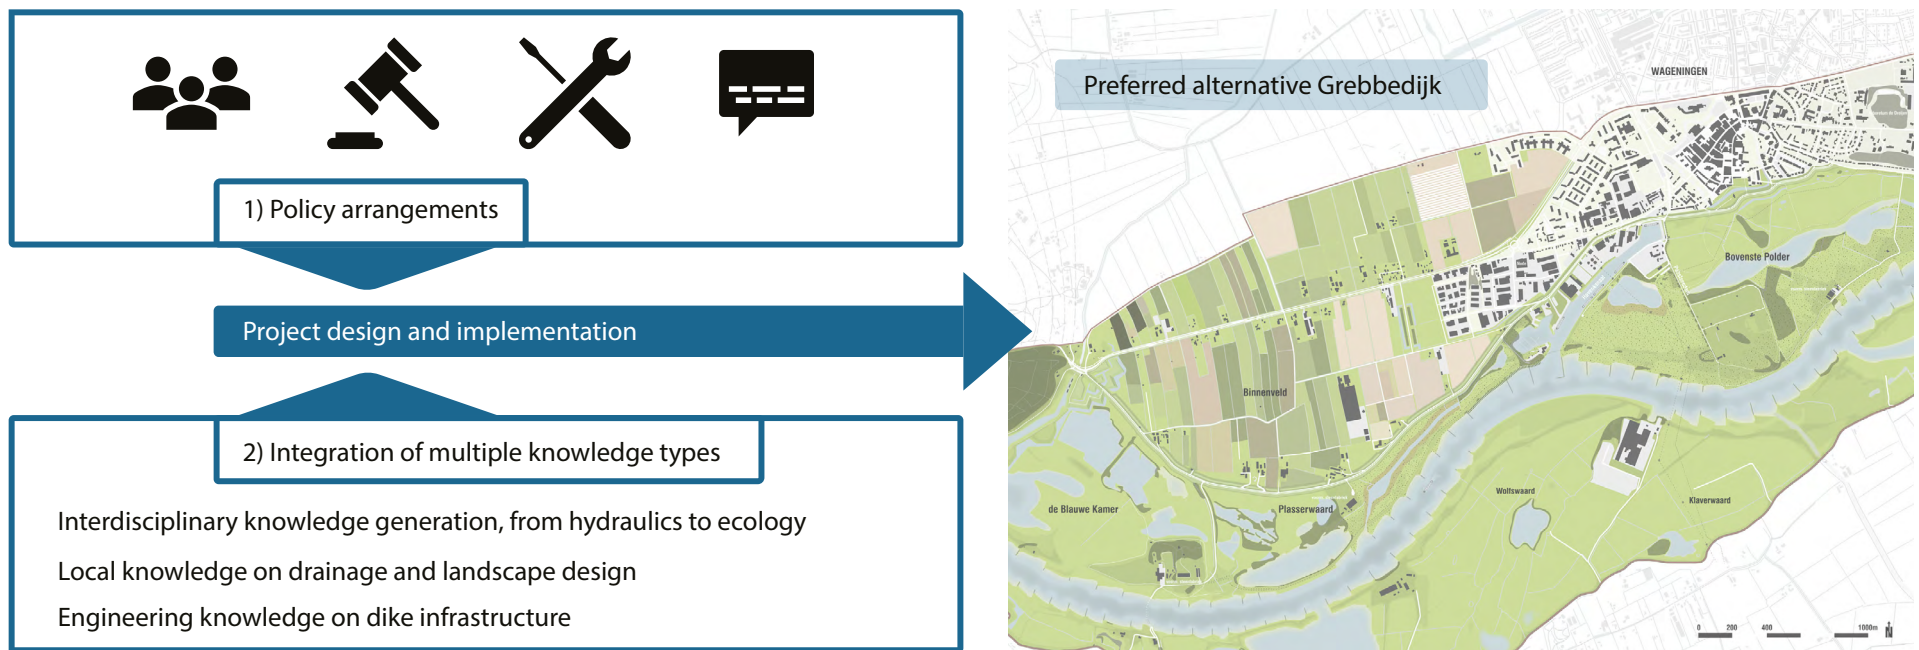 1) Policy arrangements
Project design and implementation
2) Integration of multiple knowledge types
Interdisciplinary knowledge generation, from hydraulics to ecology
Local knowledge on drainage and landscape design
Engineering knowledge on dike infrastructure
Preferred alternative Grebbedijk
WAGENINGEN
Bovenste Polder
Binnenveld
de Blauwe Kamer
Plasserwaard
Wolfswaard
Klaverwaard
0 200 400 1000m